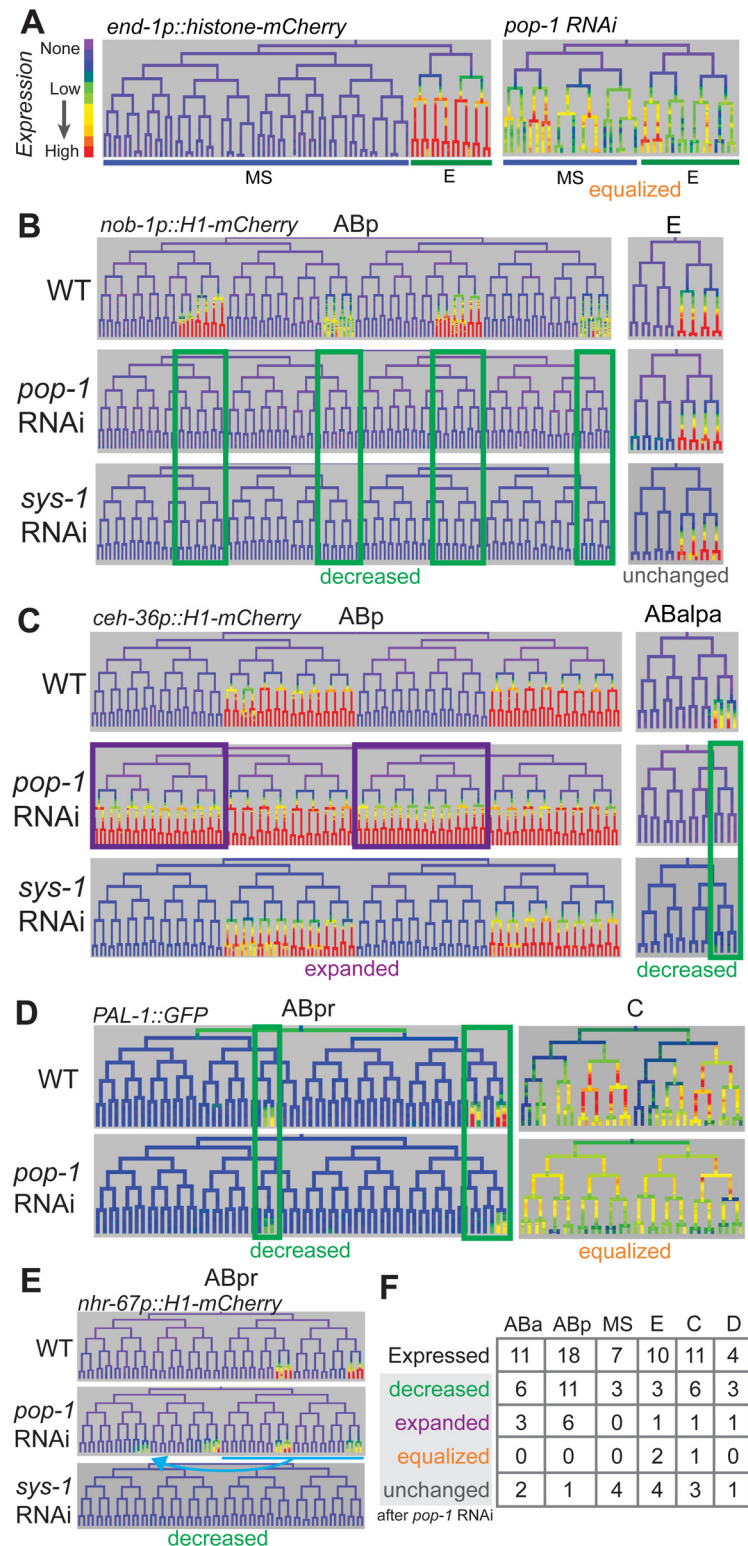 A
end-1p::histone-mCherry
pop-1 RNAi
Expression
None
Low
High
MS
E
MS
E
equalized
B
nob-1p::H1-mCherry
ABp
E
WT
pop-1
RNAi
sys-1
RNAi
decreased
unchanged
C
ceh-36p::H1-mCherry
ABp
ABalpa
WT
pop-1
RNAi
sys-1
RNAi
expanded
decreased
D
PAL-1::GFP
ABpr
C
WT
pop-1
RNAi
decreased
equalized
E
ABpr
nhr-67p::H1-mCherry
WT
pop-1
RNAi
sys-1
RNAi
decreased
F
ABa ABp MS E C D
Expressed 11 18 7 10 11 4
decreased 6 11 3 3 6 3
expanded 3 6 0 1 1 1
equalized 0 0 0 2 1 0
unchanged 2 1 4 4 3 1
after pop-1 RNAi